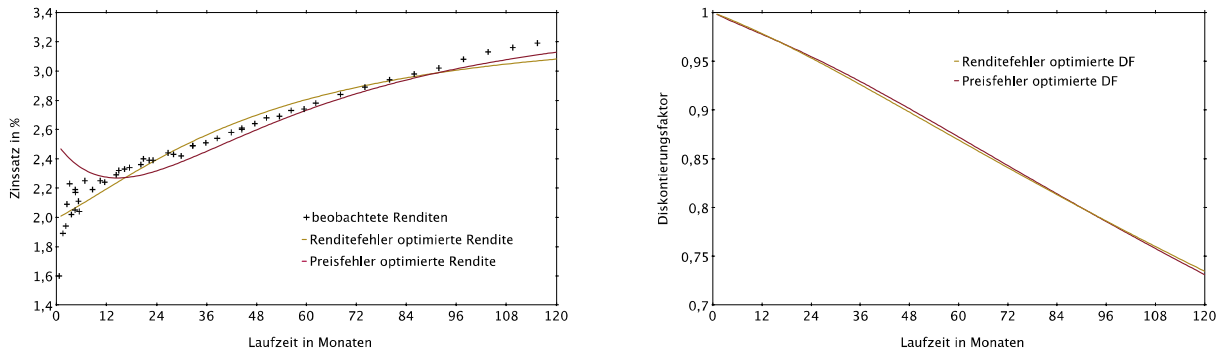 3,4
3,2
3,0
2,8
2,6
2,4
2,2
2,0
1,8
1,6
1,4
Zinssatz in %
beobachtete Renditen
Renditefehler optimierte Rendite
Preisfehler optimierte Rendite
0 12 24 36 48 60 72 84 96 108 120
Laufzeit in Monaten
1
0,95
0,9
0,85
0,8
0,75
0,7
Diskontierungsfaktor
Renditefehler optimierte DF
Preisfehler optimierte DF
0 12 24 36 48 60 72 84 96 108 120
Laufzeit in Monaten